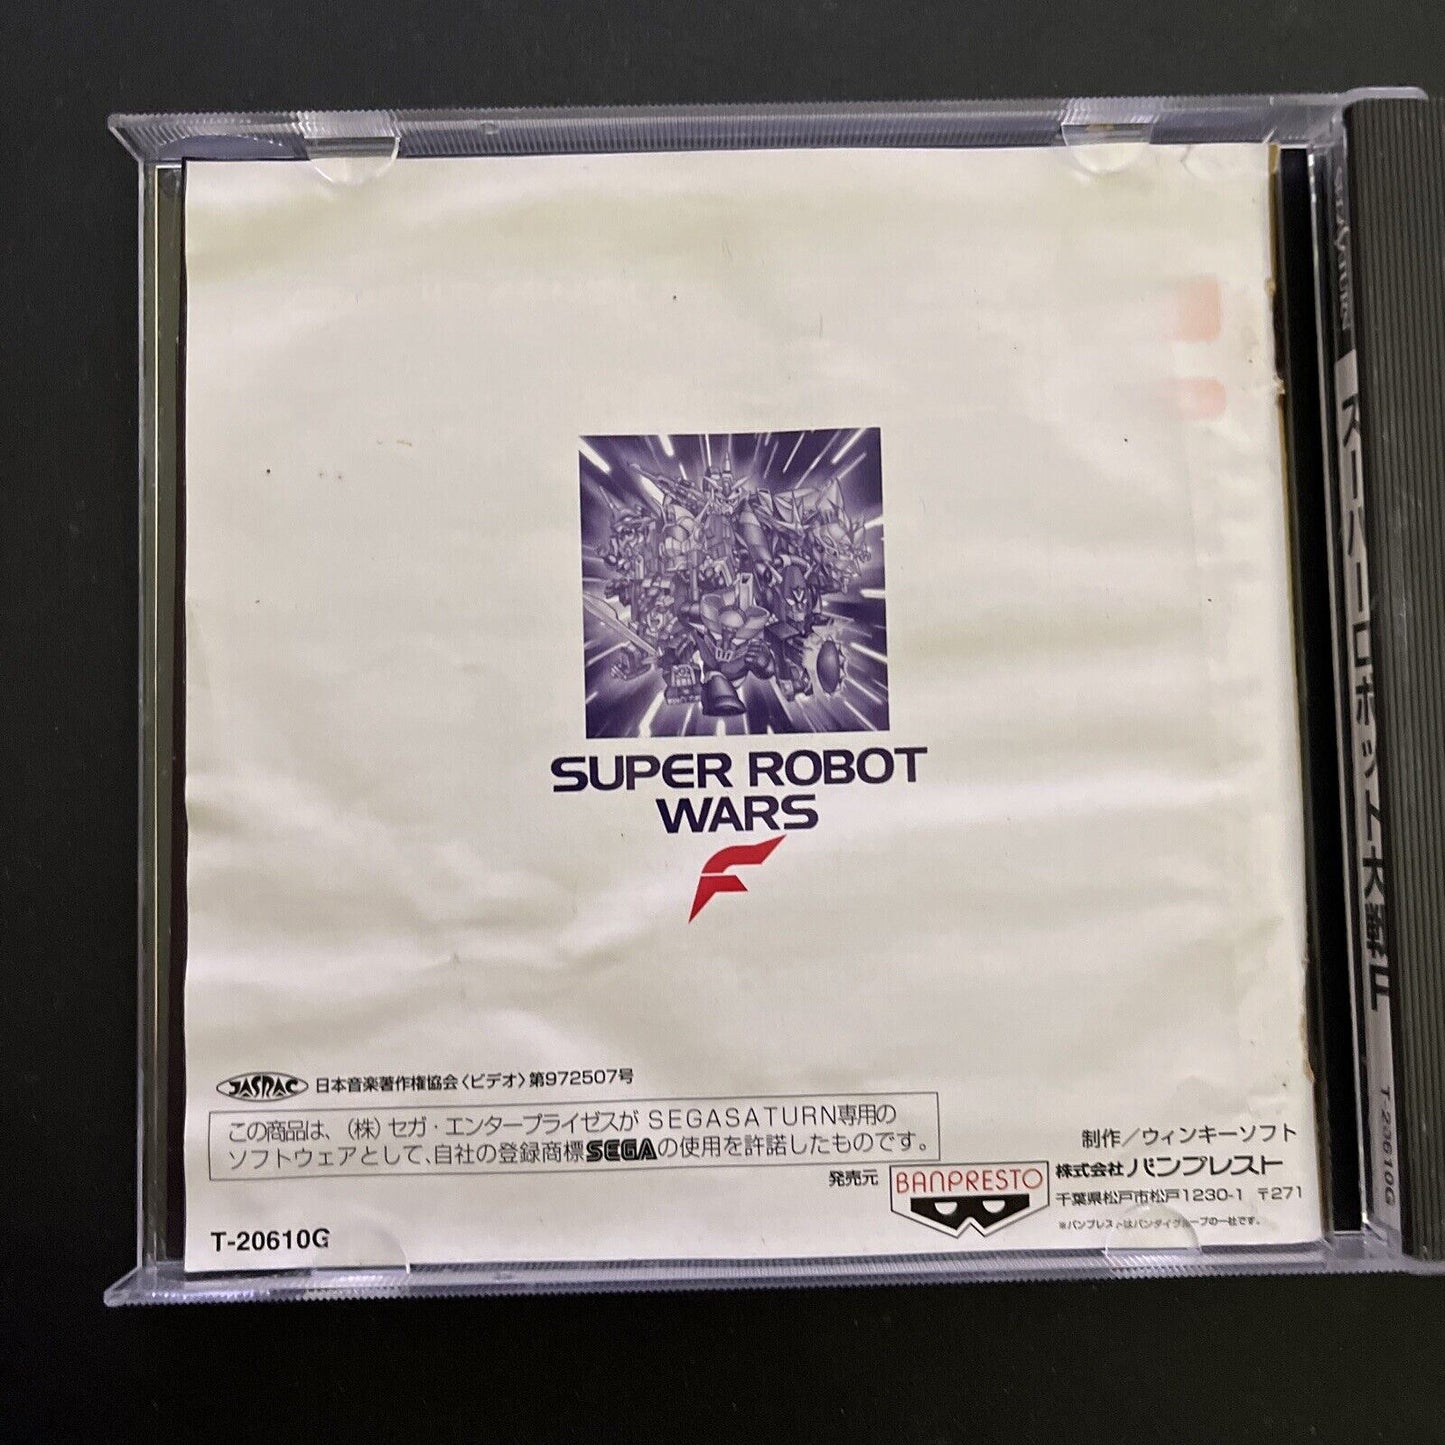 SUPER ROBOT
WARS
F
JASRAC 日本音楽著作権協会〈ビデオ〉第972507号
この商品は、(株)セガ・エンタープライゼスが SEGASATURN専用の
ソフトウェアとして、自社の登録商標SEGAの使用を許諾したものです。
制作／ウィンキーソフト
発売元 BANPRESTO 株式会社 バンプレスト
千葉県松戸市松戸1230-1 〒271
※バンプレストはバンダイグループの一社です。
T-20610G
スーパーロボット大戦F
T-20610G